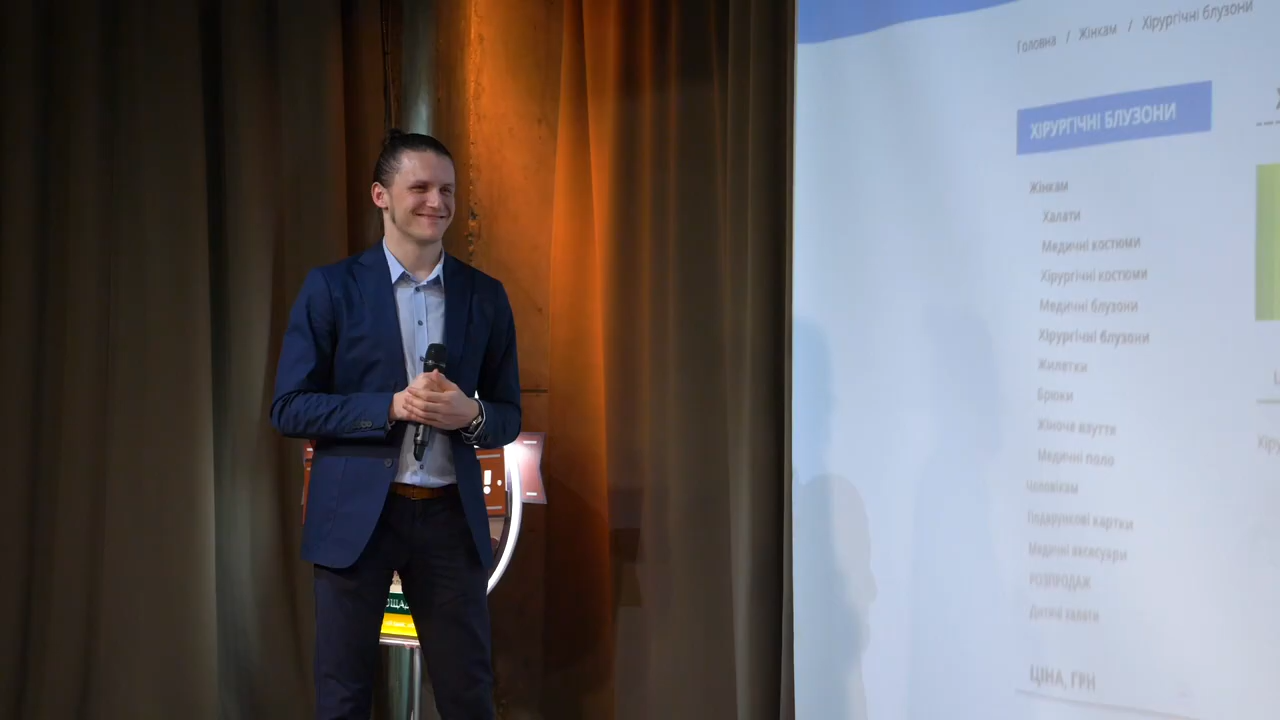 Головна / Жінкам / Хірургічні блузони
ХІРУРГІЧНІ БЛУЗОНИ
Жінкам
Халати
Медичні костюми
Хірургічні костюми
Медичні блузони
Хірургічні блузони
Жилетки
Брюки
Жіноче взуття
Медичні поло
Чоловікам
Подарункові картки
Медичні аксесуари
РОЗПРОДАЖ
Дитячі халати
ЦІНА, ГРН